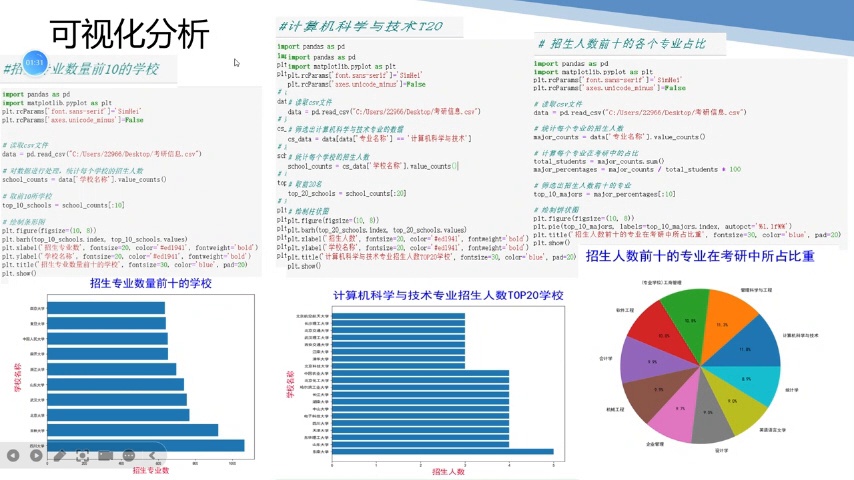 可视化分析
01:31
#招生专业数量前10的学校
import pandas as pd
import matplotlib.pyplot as plt
plt.rcParams['font.sans-serif']='SimHei'
plt.rcParams['axes.unicode_minus']=False
# 读取csv文件
data = pd.read_csv("C:/Users/22966/Desktop/考研信息.csv")
# 对数据进行处理，统计每个学校的招生人数
school_counts = data['学校名称'].value_counts()
# 取前10所学校
top_10_schools = school_counts[:10]
# 绘制条形图
plt.figure(figsize=(10, 8))
plt.barh(top_10_schools.index, top_10_schools.values)
plt.xlabel('招生专业数', fontsize=20, color='#ed1941', fontweight='bold')
plt.ylabel('学校名称', fontsize=20, color='#ed1941', fontweight='bold')
plt.title('招生专业数量前十的学校', fontsize=30, color='blue', pad=20)
plt.show()
招生专业数量前十的学校
学校名称
招生专业数
#计算机科学与技术T20
import pandas as pd
import matplotlib.pyplot as plt
plt.rcParams['font.sans-serif']='SimHei'
plt.rcParams['axes.unicode_minus']=False
# 读取csv文件
data = pd.read_csv("C:/Users/22966/Desktop/考研信息.csv")
# 筛选出计算机科学与技术专业的数据
cs_data = data[data['专业名称'] == '计算机科学与技术']
# 统计每个学校的招生人数
school_counts = cs_data['学校名称'].value_counts()
# 取前20名
top_20_schools = school_counts[:20]
# 绘制柱状图
plt.figure(figsize=(10, 8))
plt.barh(top_20_schools.index, top_20_schools.values)
plt.xlabel('招生人数', fontsize=20, color='#ed1941', fontweight='bold')
plt.ylabel('学校名称', fontsize=20, color='#ed1941', fontweight='bold')
plt.title('计算机科学与技术专业招生人数TOP20学校', fontsize=30, color='blue', pad=20)
plt.show()
计算机科学与技术专业招生人数TOP20学校
学校名称
0 1 2 3 4 5
招生人数
# 招生人数前十的各个专业占比
import pandas as pd
import matplotlib.pyplot as plt
plt.rcParams['font.sans-serif']='SimHei'
plt.rcParams['axes.unicode_minus']=False
# 读取csv文件
data = pd.read_csv("C:/Users/22966/Desktop/考研信息.csv")
# 统计每个专业的招生人数
major_counts = data['专业名称'].value_counts()
# 计算每个专业在考研中的占比
total_students = major_counts.sum()
major_percentages = major_counts / total_students * 100
# 筛选出招生人数前十的专业
top_10_majors = major_percentages[:10]
# 绘制饼状图
plt.figure(figsize=(10, 8))
plt.pie(top_10_majors, labels=top_10_majors.index, autopct='%1.1f%%')
plt.title('招生人数前十的专业在考研中所占比重', fontsize=30, color='blue', pad=20)
plt.show()
招生人数前十的专业在考研中所占比重
(专业学位)工商管理
管理科学与工程
软件工程
计算机科学与技术
会计学
统计学
机械工程
英语语言文学
企业管理
设计学